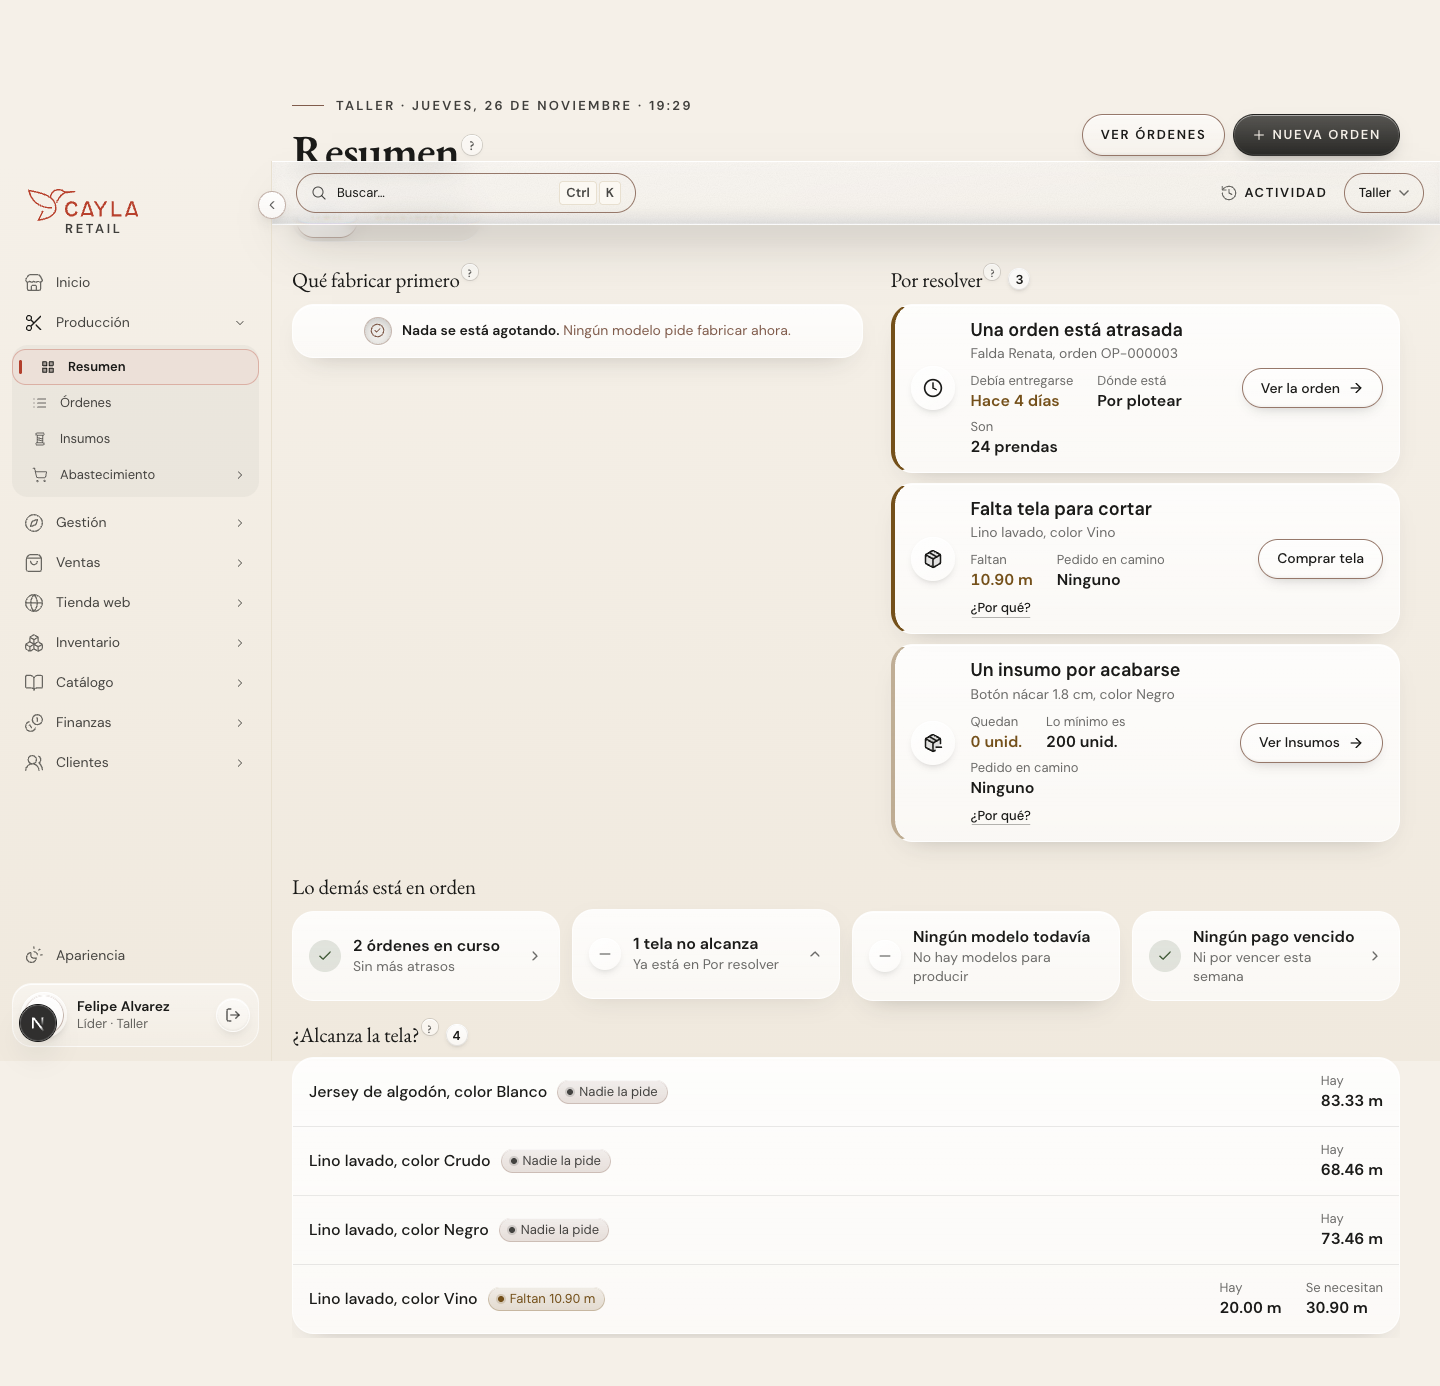 TALLER · JUEVES, 26 DE NOVIEMBRE · 19:29
Resumen ?
VER ÓRDENES
+ NUEVA ORDEN
Buscar...
Ctrl K
ACTIVIDAD
Taller
CAYLA
RETAIL
Inicio
Producción
Resumen
Órdenes
Insumos
Abastecimiento
Gestión
Ventas
Tienda web
Inventario
Catálogo
Finanzas
Clientes
Apariencia
Felipe Alvarez
Líder · Taller
N
Qué fabricar primero ?
Nada se está agotando. Ningún modelo pide fabricar ahora.
Por resolver ? 3
Una orden está atrasada
Falda Renata, orden OP-000003
Debía entregarse Dónde está
Hace 4 días Por plotear
Son
24 prendas
Ver la orden
Falta tela para cortar
Lino lavado, color Vino
Faltan Pedido en camino
10.90 m Ninguno
¿Por qué?
Comprar tela
Un insumo por acabarse
Botón nácar 1.8 cm, color Negro
Quedan Lo mínimo es
0 unid. 200 unid.
Pedido en camino
Ninguno
¿Por qué?
Ver Insumos
Lo demás está en orden
2 órdenes en curso
Sin más atrasos
1 tela no alcanza
Ya está en Por resolver
Ningún modelo todavía
No hay modelos para
producir
Ningún pago vencido
Ni por vencer esta
semana
¿Alcanza la tela? ? 4
Jersey de algodón, color Blanco Nadie la pide
Hay
83.33 m
Lino lavado, color Crudo Nadie la pide
Hay
68.46 m
Lino lavado, color Negro Nadie la pide
Hay
73.46 m
Lino lavado, color Vino Faltan 10.90 m
Hay Se necesitan
20.00 m 30.90 m